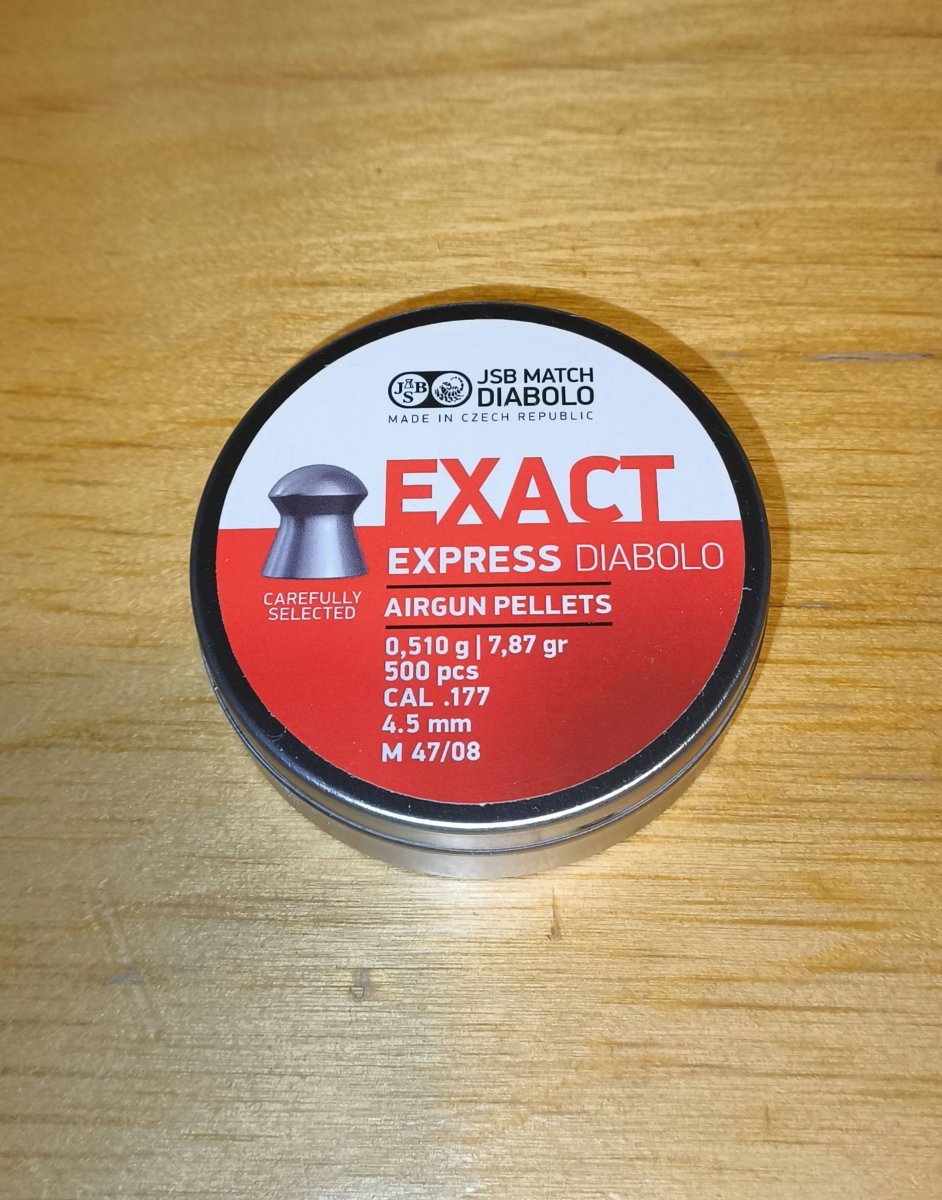 JSB
JSB MATCH
DIABOLO
MADE IN CZECH REPUBLIC
EXACT
EXPRESS DIABOLO
AIRGUN PELLETS
CAREFULLY
SELECTED
0,510 g | 7,87 gr
500 pcs
CAL .177
4.5 mm
M 47/08